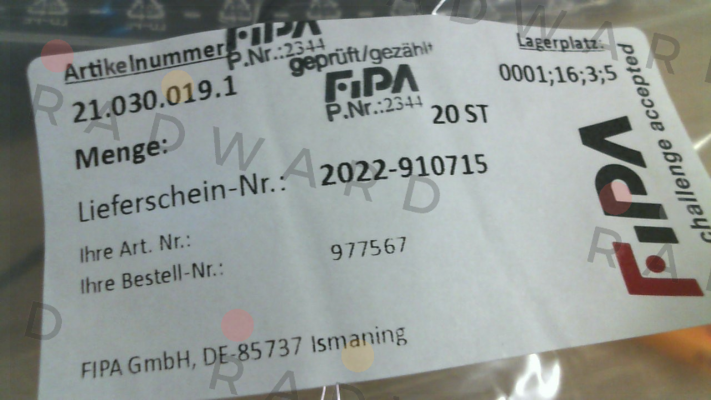 Artikelnummer:
FIPA
P.Nr.:2344
geprüft/gezählt
Lagerplatz:
21.030.019.1
FIPA
P.Nr.:2344
20 ST
0001;16;3;5
Menge:
Lieferschein-Nr.: 2022-910715
Ihre Art. Nr.: 977567
Ihre Bestell-Nr.:
FIPA GmbH, DE-85737 Ismaning
FIPA
challenge accepted
RADWARD
RADWARD